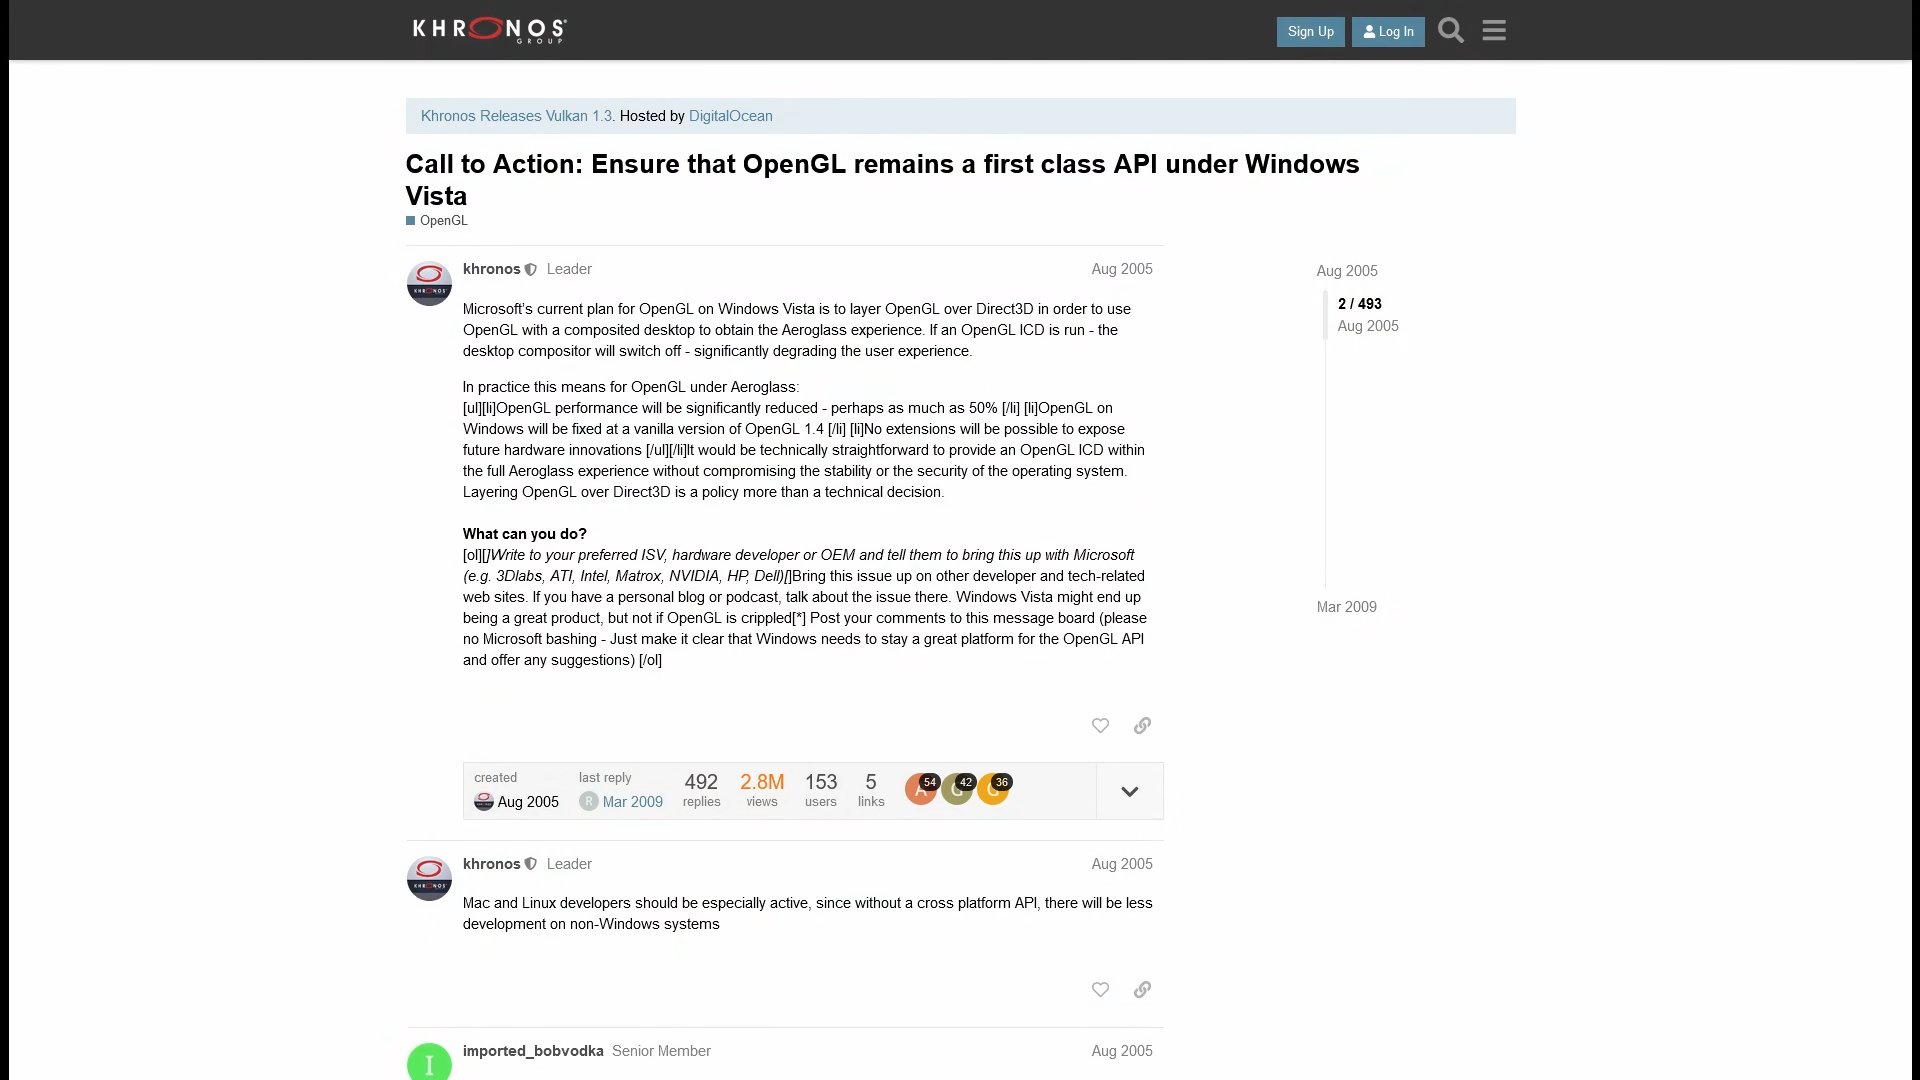 KHRONOS
GROUP
Sign Up
Log In
Khronos Releases Vulkan 1.3. Hosted by DigitalOcean
Call to Action: Ensure that OpenGL remains a first class API under Windows
Vista
OpenGL
khronos Leader Aug 2005
Microsoft’s current plan for OpenGL on Windows Vista is to layer OpenGL over Direct3D in order to use
OpenGL with a composited desktop to obtain the Aeroglass experience. If an OpenGL ICD is run - the
desktop compositor will switch off - significantly degrading the user experience.
In practice this means for OpenGL under Aeroglass:
[ul][li]OpenGL performance will be significantly reduced - perhaps as much as 50% [/li] [li]OpenGL on
Windows will be fixed at a vanilla version of OpenGL 1.4 [/li] [li]No extensions will be possible to expose
future hardware innovations [/ul][/li]It would be technically straightforward to provide an OpenGL ICD within
the full Aeroglass experience without compromising the stability or the security of the operating system.
Layering OpenGL over Direct3D is a policy more than a technical decision.
What can you do?
[ol][]Write to your preferred ISV, hardware developer or OEM and tell them to bring this up with Microsoft
(e.g. 3Dlabs, ATI, Intel, Matrox, NVIDIA, HP, Dell)[]Bring this issue up on other developer and tech-related
web sites. If you have a personal blog or podcast, talk about the issue there. Windows Vista might end up
being a great product, but not if OpenGL is crippled[*] Post your comments to this message board (please
no Microsoft bashing - Just make it clear that Windows needs to stay a great platform for the OpenGL API
and offer any suggestions) [/ol]
Aug 2005
2 / 493
Aug 2005
Mar 2009
created last reply 492 2.8M 153 5 A 54 G 42 G 36
Aug 2005 R Mar 2009 replies views users links
khronos Leader Aug 2005
Mac and Linux developers should be especially active, since without a cross platform API, there will be less
development on non-Windows systems
I
imported_bobvodka Senior Member Aug 2005